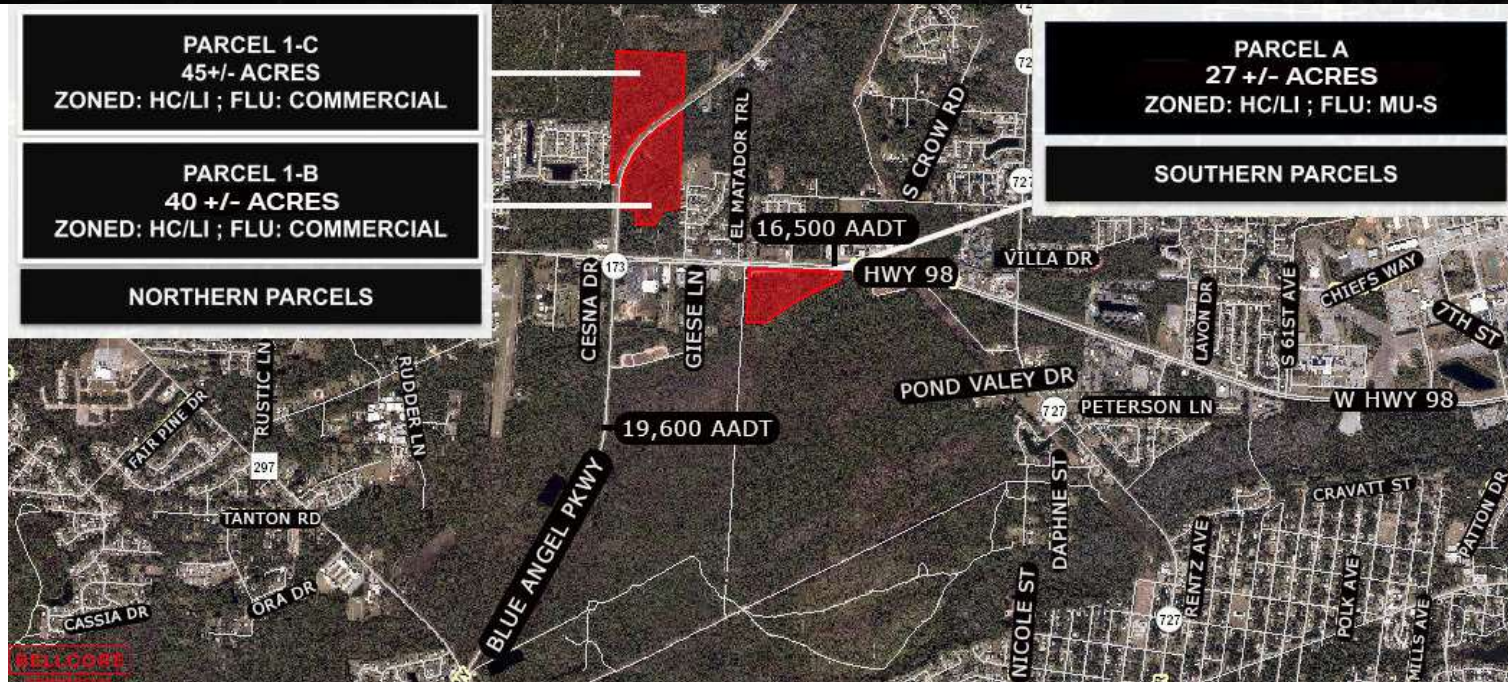 PARCEL 1-C
45+/- ACRES
ZONED: HC/LI ; FLU: COMMERCIAL
PARCEL 1-B
40 +/- ACRES
ZONED: HC/LI ; FLU: COMMERCIAL
NORTHERN PARCELS
PARCEL A
27 +/- ACRES
ZONED: HC/LI ; FLU: MU-S
SOUTHERN PARCELS
72
727
S CROW RD
EL MATADOR TRL
16,500 AADT
HWY 98
VILLA DR
173
CESNA DR
GIESE LN
LAVON DR
S 61ST AVE
CHIEFS WAY
7TH ST
W HWY 98
POND VALEY DR
PETERSON LN
727
19,600 AADT
FAIR PINE DR
RUSTIC LN
RUDDER LN
297
TANTON RD
ORA DR
CASSIA DR
BLUE ANGEL PKWY
DAPHNE ST
NICOLE ST
RENTZ AVE
727
CRAVATT ST
PATTON DR
POLK AVE
MILLS AVE
BELLCORE